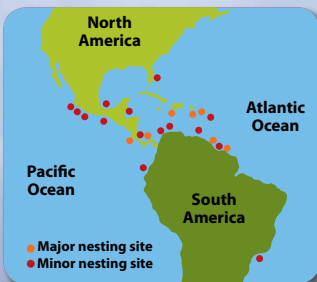 North
America
Atlantic
Ocean
Pacific
Ocean
South
America
Major nesting site
Minor nesting site